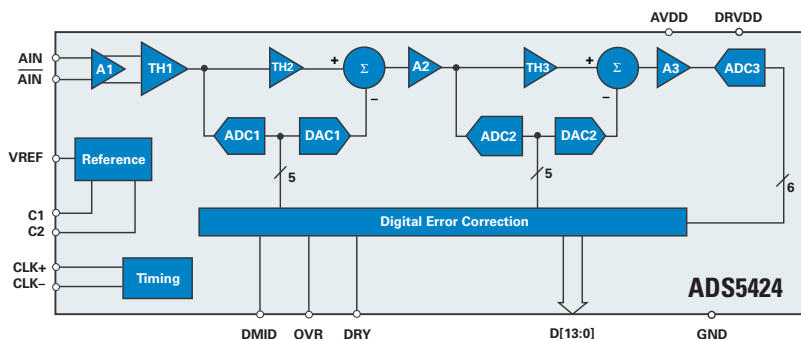 AVDD DRVDD
AIN
AIN
A1
TH1
TH2
+
Σ
–
A2
TH3
+
Σ
–
A3
ADC3
ADC1
DAC1
ADC2
DAC2
VREF
Reference
5
5
6
C1
C2
Digital Error Correction
CLK+
CLK–
Timing
ADS5424
DMID OVR DRY D[13:0] GND